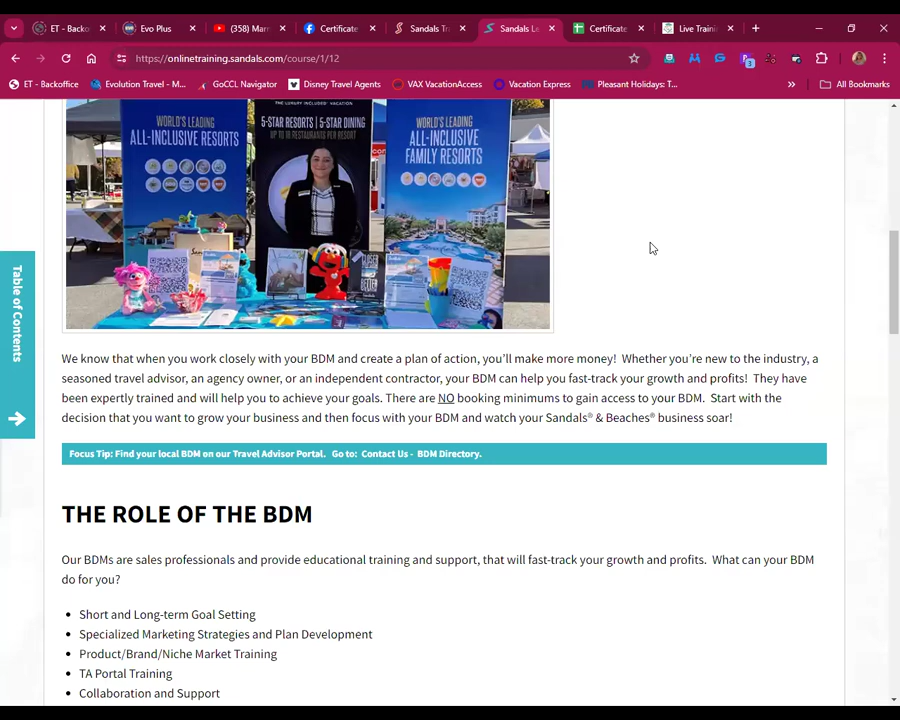 ET - Backo
Evo Plus
(358) Mar
Certificate
Sandals Tr
Sandals Le
Certificate
Live Traini
https://onlinetraining.sandals.com/course/1/12
ET - Backoffice
Evolution Travel - M...
GoCCL Navigator
Disney Travel Agents
VAX VacationAccess
Vacation Express
Pleasant Holidays: T...
»
All Bookmarks
THE LUXURY INCLUDED® VACATION
WORLD'S LEADING
ALL-INCLUSIVE RESORTS
5-STAR RESORTS | 5-STAR DINING
UP TO 16 RESTAURANTS PER RESORT
WORLD'S LEADING
ALL-INCLUSIVE
FAMILY RESORTS
Table of Contents
We know that when you work closely with your BDM and create a plan of action, you'll make more money!  Whether you're new to the industry, a
seasoned travel advisor, an agency owner, or an independent contractor, your BDM can help you fast-track your growth and profits!  They have
been expertly trained and will help you to achieve your goals. There are NO booking minimums to gain access to your BDM.  Start with the
decision that you want to grow your business and then focus with your BDM and watch your Sandals® & Beaches® business soar!
Focus Tip: Find your local BDM on our Travel Advisor Portal.  Go to:  Contact Us -  BDM Directory.
THE ROLE OF THE BDM
Our BDMs are sales professionals and provide educational training and support, that will fast-track your growth and profits.  What can your BDM
do for you?
• Short and Long-term Goal Setting
• Specialized Marketing Strategies and Plan Development
• Product/Brand/Niche Market Training
• TA Portal Training
• Collaboration and Support